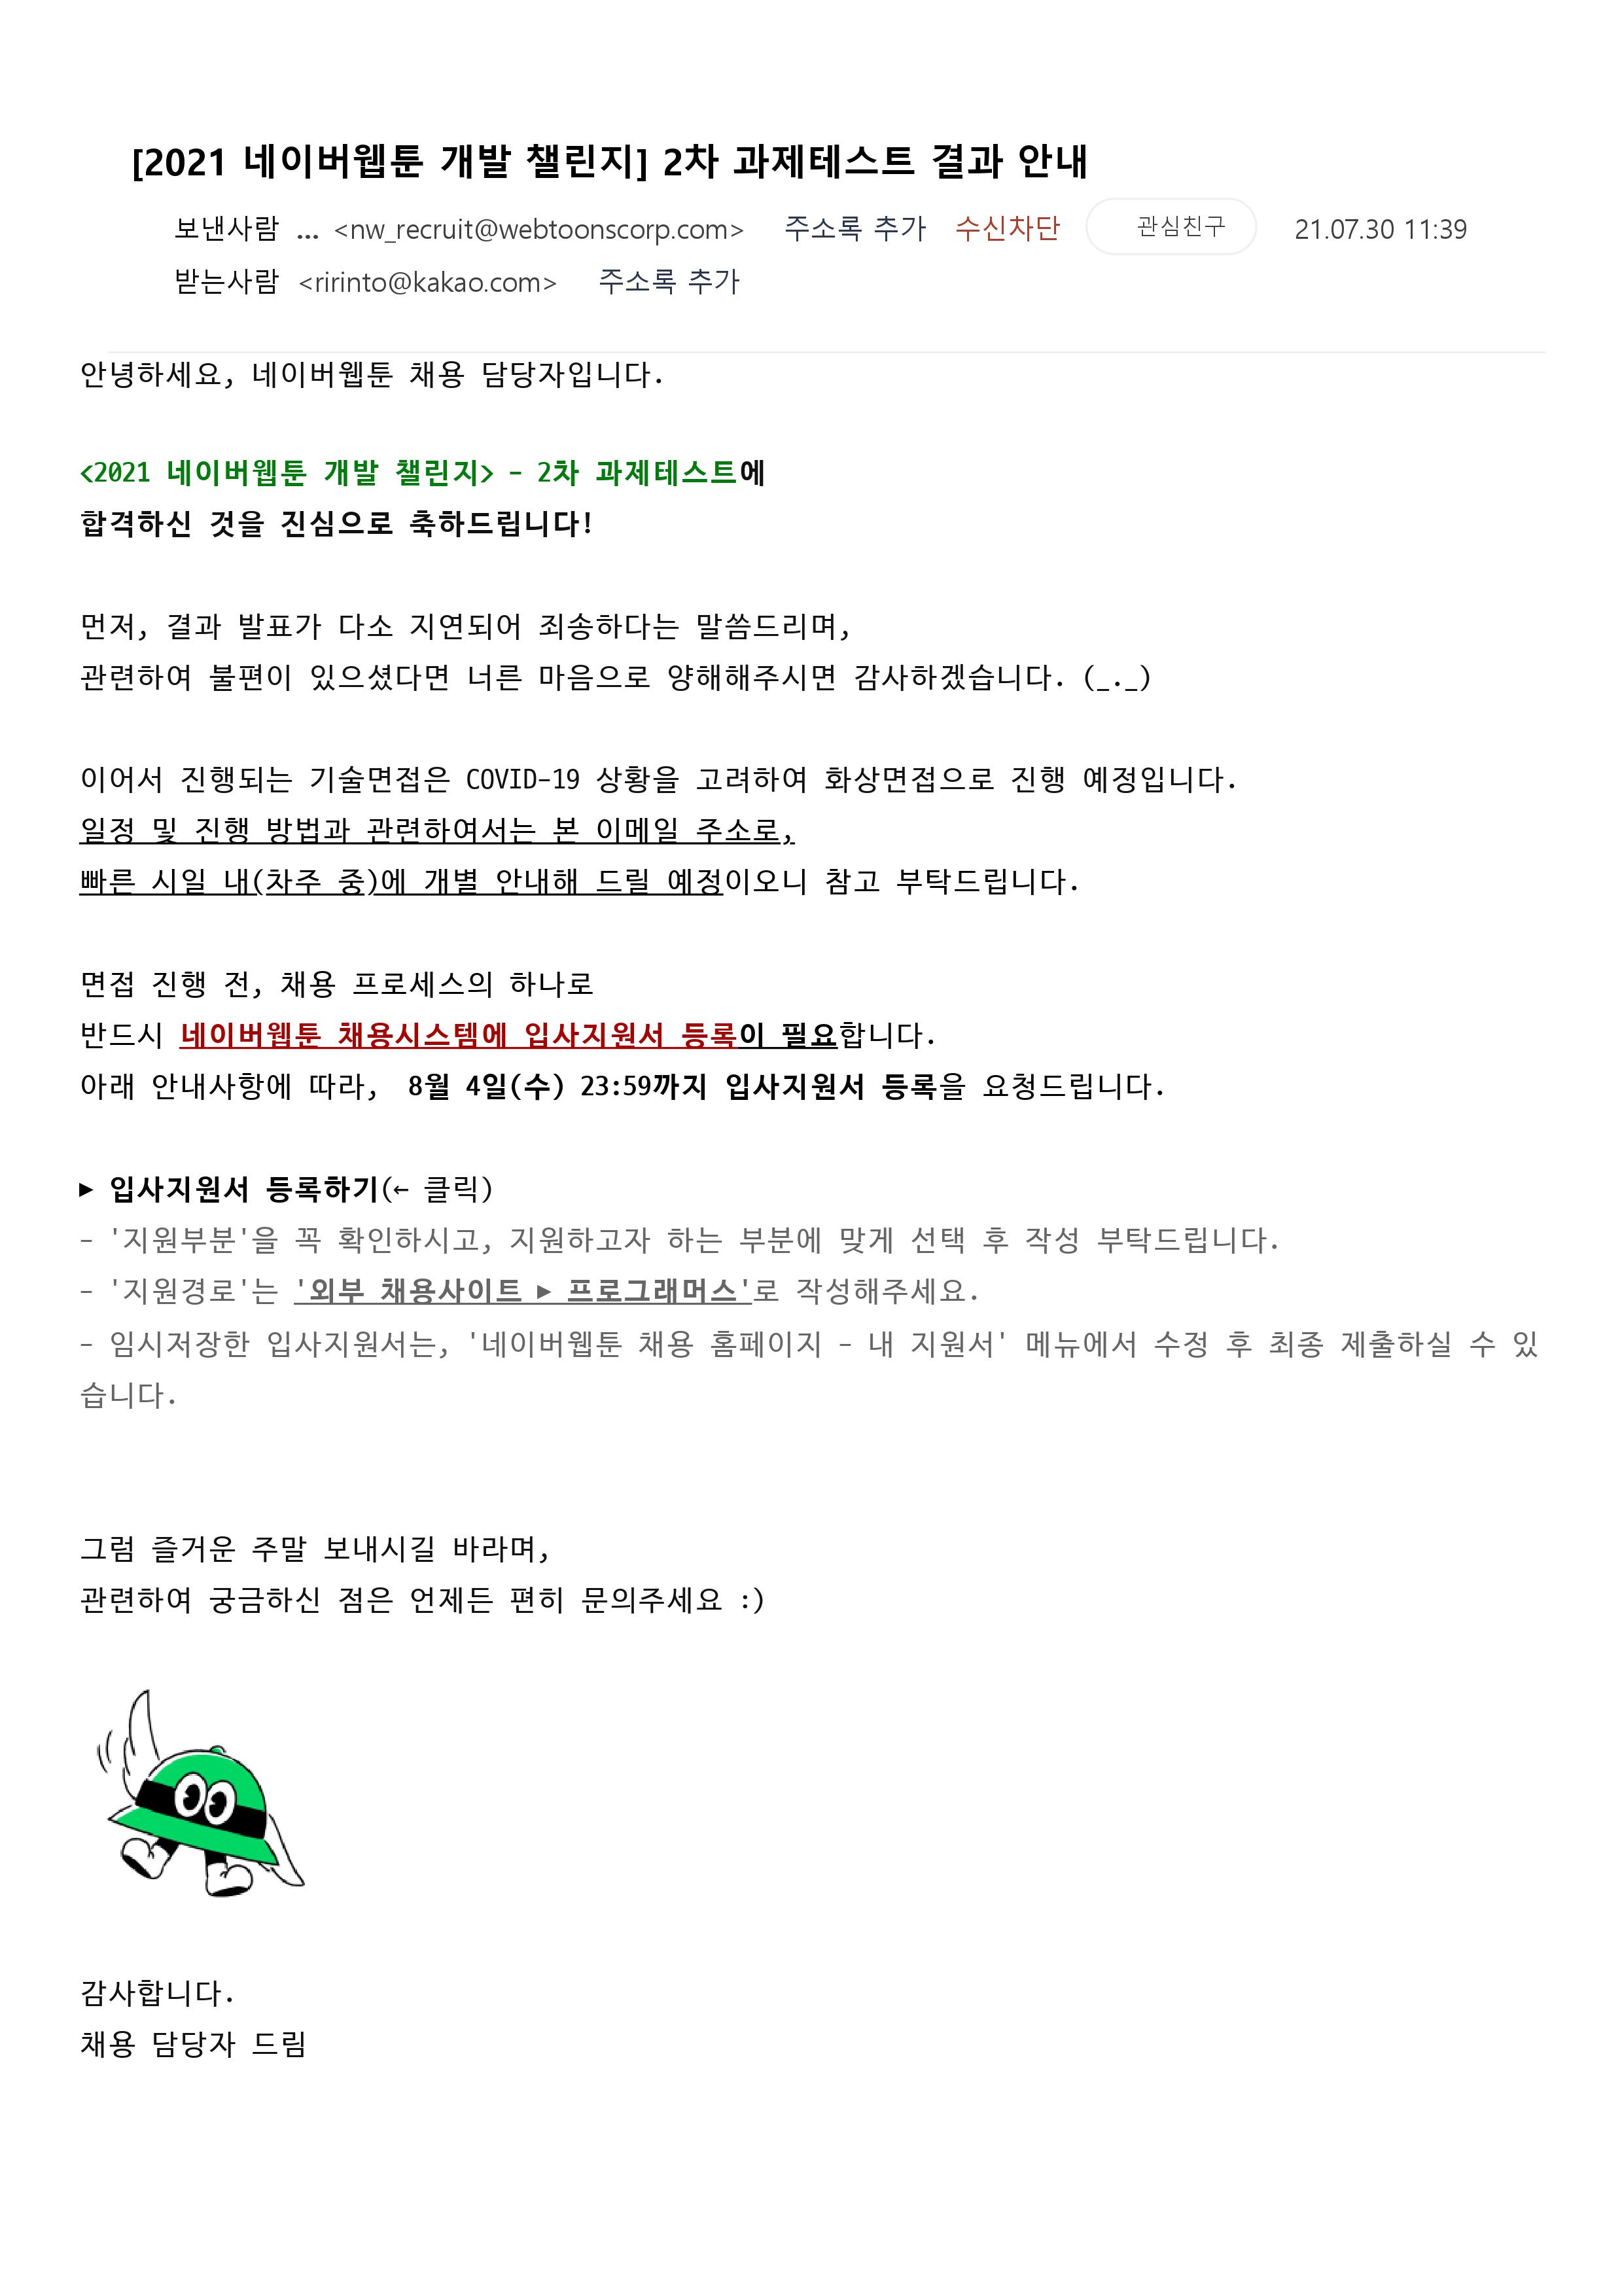 [2021 네이버웹툰 개발 챌린지] 2차 과제테스트 결과 안내
보낸사람 ... <nw_recruit@webtoonscorp.com> 주소록 추가 수신차단 관심친구 21.07.30 11:39
받는사람 <ririnto@kakao.com> 주소록 추가
안녕하세요, 네이버웹툰 채용 담당자입니다.
<2021 네이버웹툰 개발 챌린지> - 2차 과제테스트에
합격하신 것을 진심으로 축하드립니다!
먼저, 결과 발표가 다소 지연되어 죄송하다는 말씀드리며,
관련하여 불편이 있으셨다면 너른 마음으로 양해해주시면 감사하겠습니다. (_._)
이어서 진행되는 기술면접은 COVID-19 상황을 고려하여 화상면접으로 진행 예정입니다.
일정 및 진행 방법과 관련하여서는 본 이메일 주소로,
빠른 시일 내(차주 중)에 개별 안내해 드릴 예정이오니 참고 부탁드립니다.
면접 진행 전, 채용 프로세스의 하나로
반드시 네이버웹툰 채용시스템에 입사지원서 등록이 필요합니다.
아래 안내사항에 따라, 8월 4일(수) 23:59까지 입사지원서 등록을 요청드립니다.
▶ 입사지원서 등록하기(← 클릭)
- '지원부분'을 꼭 확인하시고, 지원하고자 하는 부분에 맞게 선택 후 작성 부탁드립니다.
- '지원경로'는 '외부 채용사이트 ▶ 프로그래머스'로 작성해주세요.
- 임시저장한 입사지원서는, '네이버웹툰 채용 홈페이지 - 내 지원서' 메뉴에서 수정 후 최종 제출하실 수 있
습니다.
그럼 즐거운 주말 보내시길 바라며,
관련하여 궁금하신 점은 언제든 편히 문의주세요 :)
감사합니다.
채용 담당자 드림